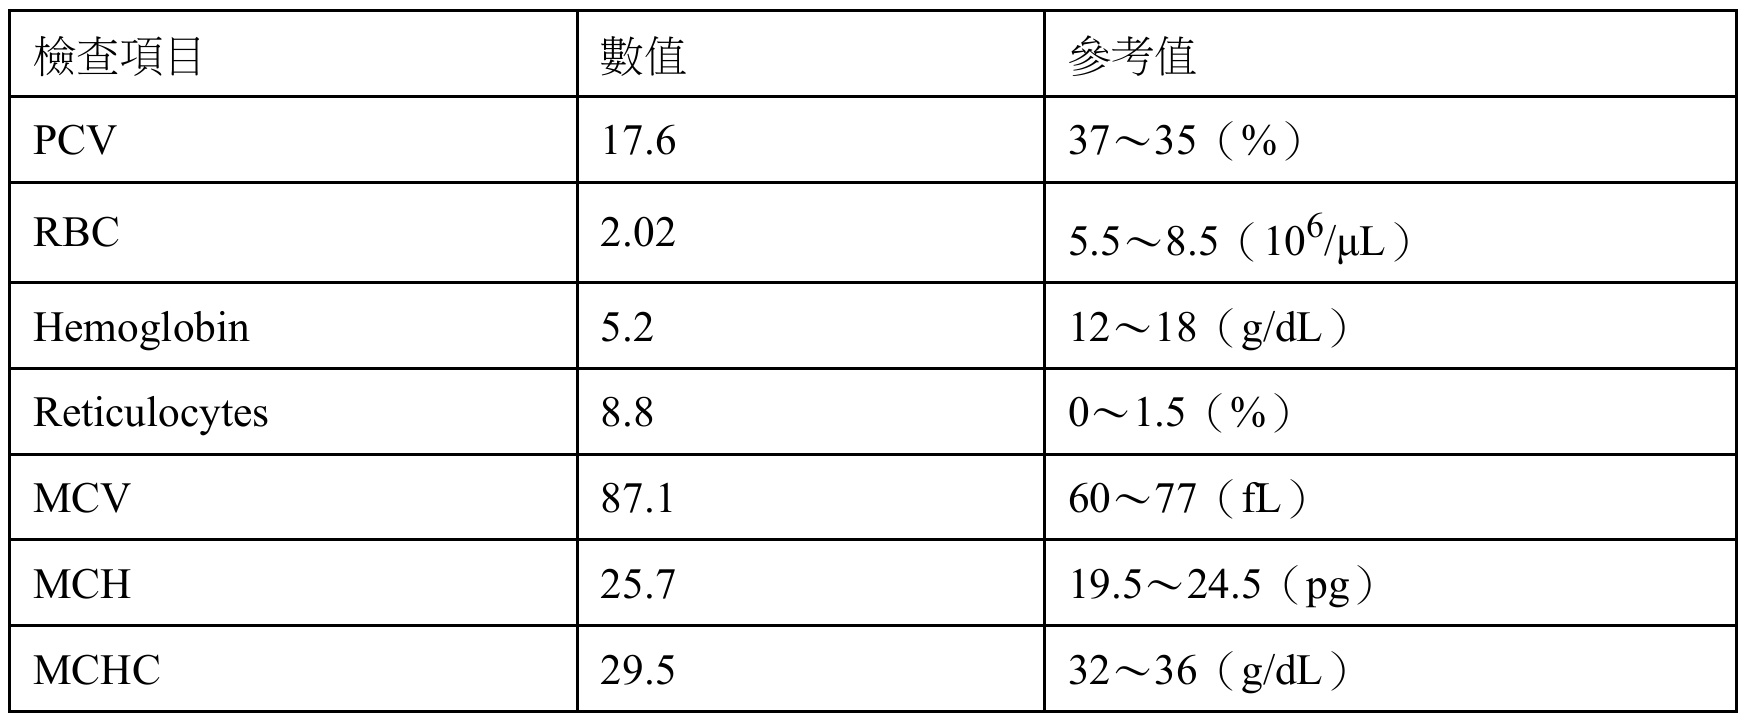 檢查項目 數值 參考值
PCV 17.6 37～35（%）
RBC 2.02 5.5～8.5（10⁶/μL）
Hemoglobin 5.2 12～18（g/dL）
Reticulocytes 8.8 0～1.5（%）
MCV 87.1 60～77（fL）
MCH 25.7 19.5～24.5（pg）
MCHC 29.5 32～36（g/dL）